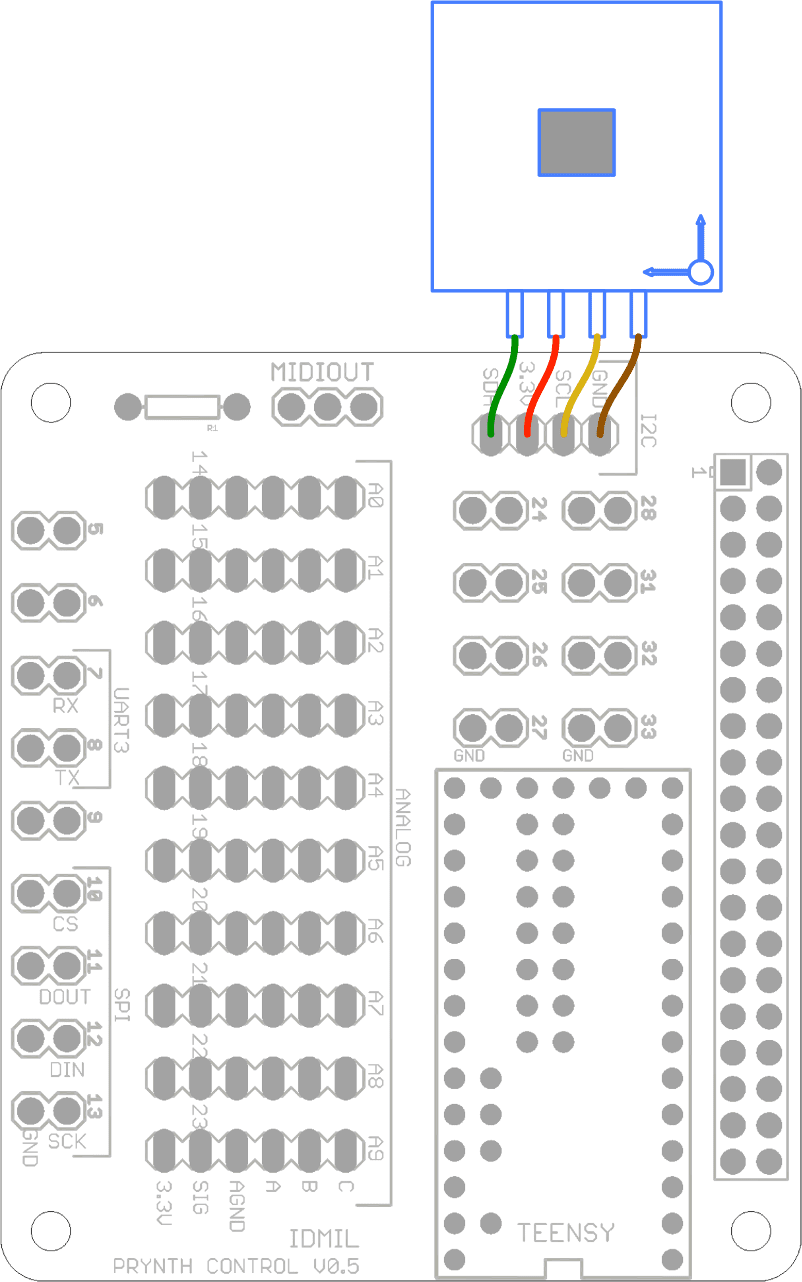 MIDIOUT
R1
SDA
3.3V
SCL
GND
I2C
1
14
A0
15
A1
16
A2
17
A3
18
A4
19
A5
20
A6
21
A7
22
A8
23
A9
ANALOG
3.3V
SIG
AGND
A
B
C
24
28
25
31
26
32
27
33
GND
GND
5
6
7
RX
UART3
8
TX
9
10
CS
11
DOUT
SPI
12
DIN
13
GND
SCK
TEENSY
IDMIL
PRYNTH CONTROL V0.5